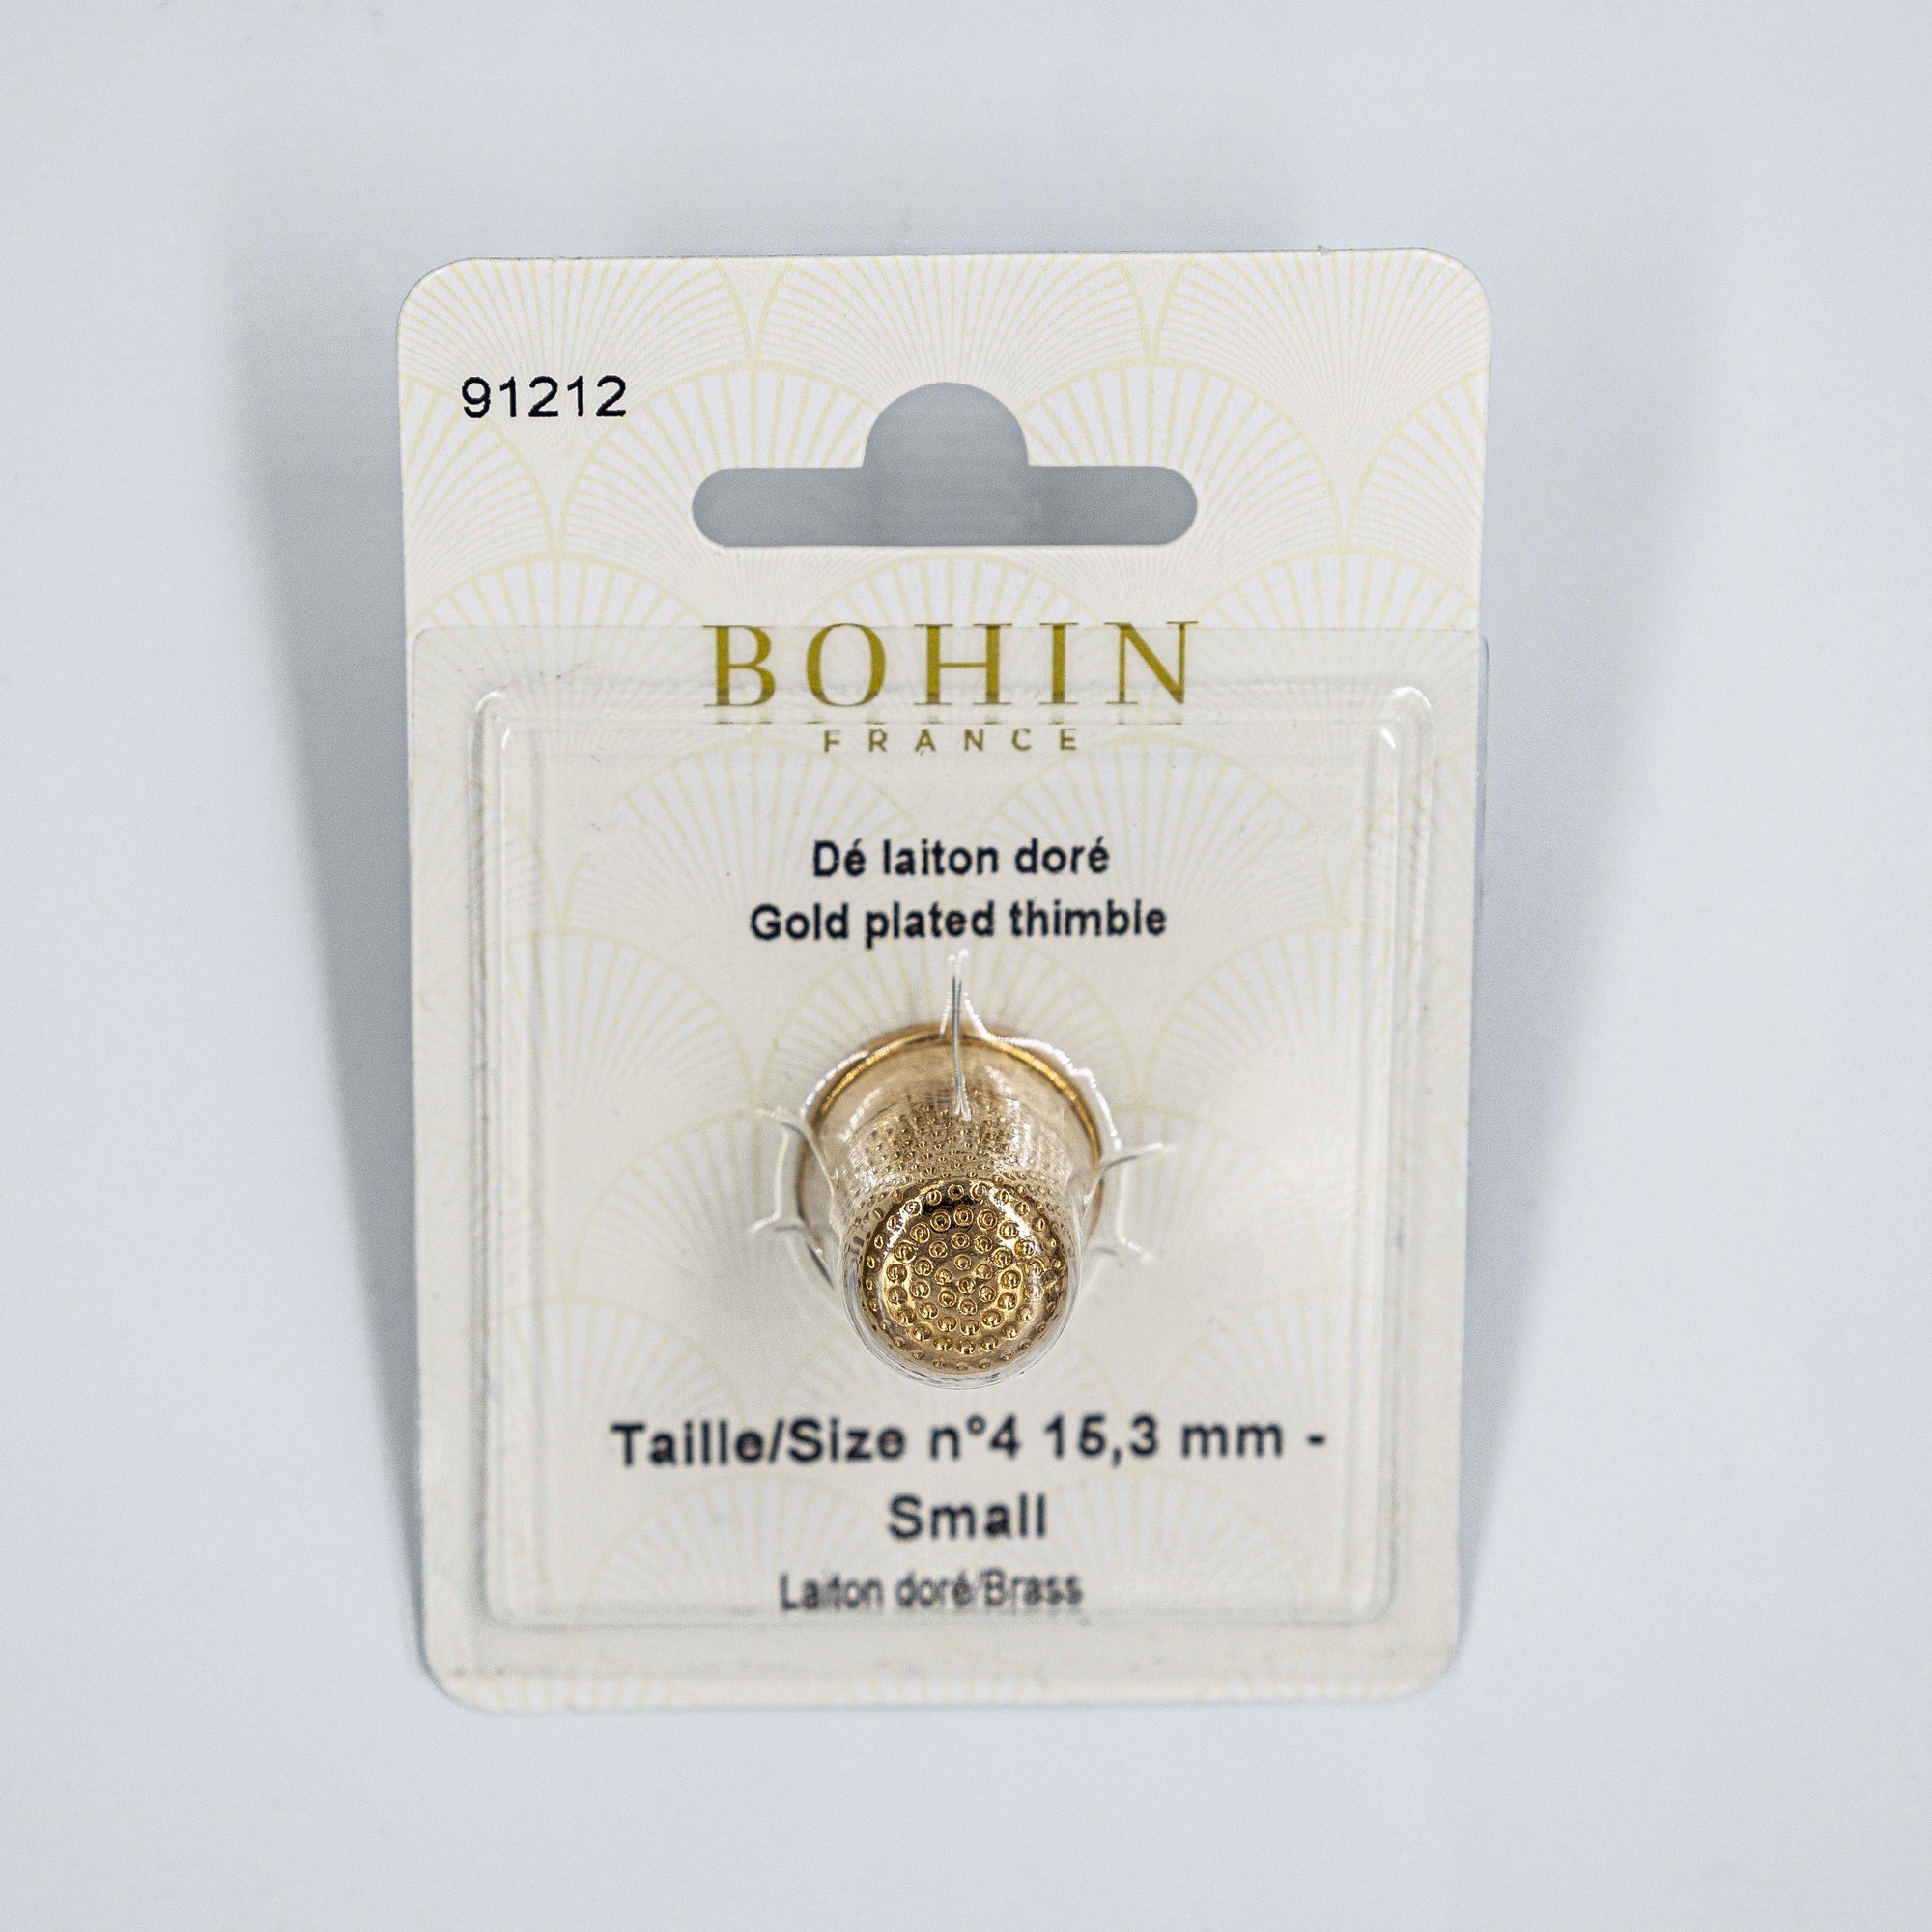 91212
BOHIN
FRANCE
Dé laiton doré
Gold plated thimble
Taille/Size n°4 15,3 mm -
Small
Laiton doré/Brass